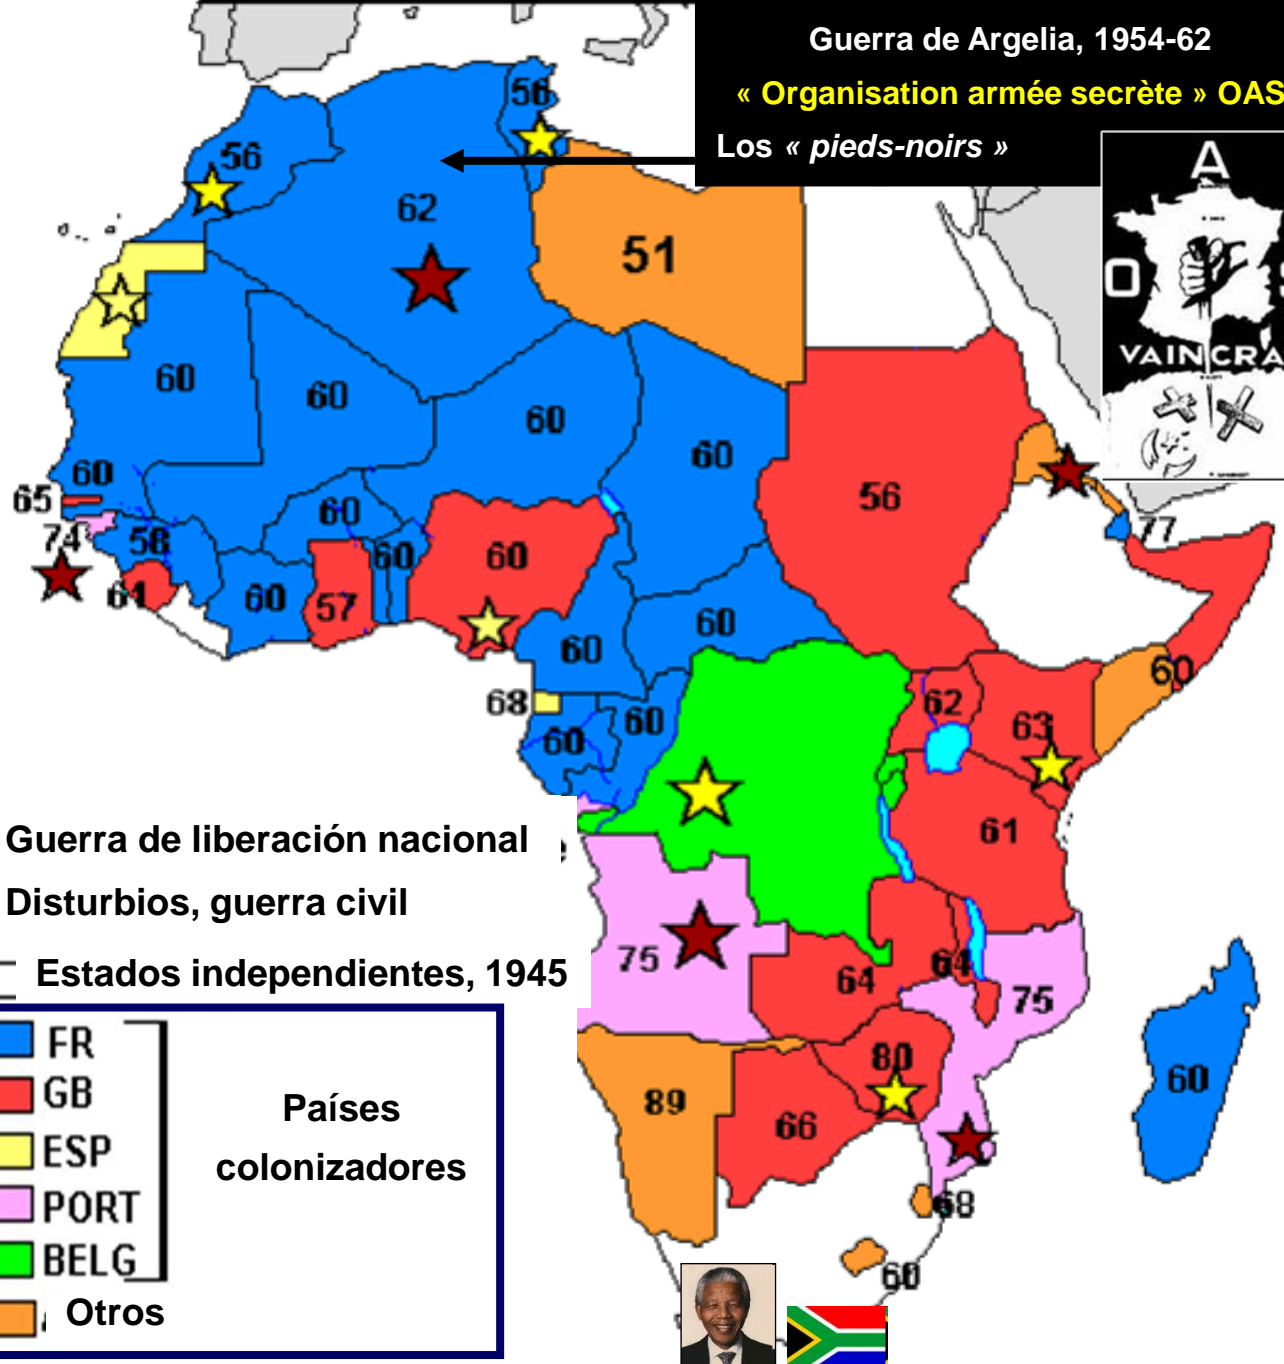 Guerra de Argelia, 1954-62
« Organisation armée secrète » OAS
Los « pieds-noirs »
A
O S
VAINCRA
56
56
62
51
60
60
60
60
60
65
74
58
60
60
60
57
61
60
56
77
60
60
68
60
60
62
63
60
61
75
64
64
75
80
89
66
60
68
60
Guerra de liberación nacional
Disturbios, guerra civil
Estados independientes, 1945
FR
GB
ESP
PORT
BELG
Otros
Países
colonizadores